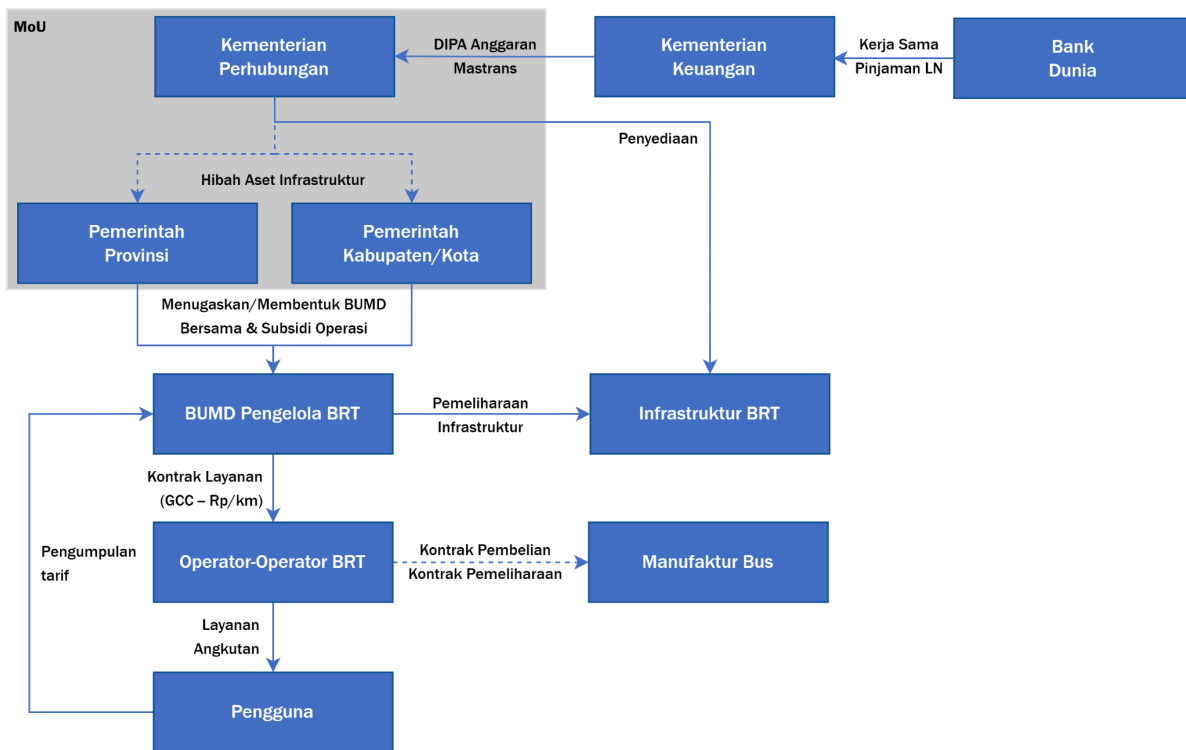 MoU
Kementerian
Perhubungan
DIPA Anggaran
Mastrans
Kementerian
Keuangan
Kerja Sama
Pinjaman LN
Bank
Dunia
Penyediaan
Hibah Aset Infrastruktur
Pemerintah
Provinsi
Pemerintah
Kabupaten/Kota
Menugaskan/Membentuk BUMD
Bersama & Subsidi Operasi
BUMD Pengelola BRT
Pemeliharaan
Infrastruktur
Infrastruktur BRT
Kontrak Layanan
(GCC – Rp/km)
Pengumpulan
tarif
Operator-Operator BRT
Kontrak Pembelian
Kontrak Pemeliharaan
Manufaktur Bus
Layanan
Angkutan
Pengguna